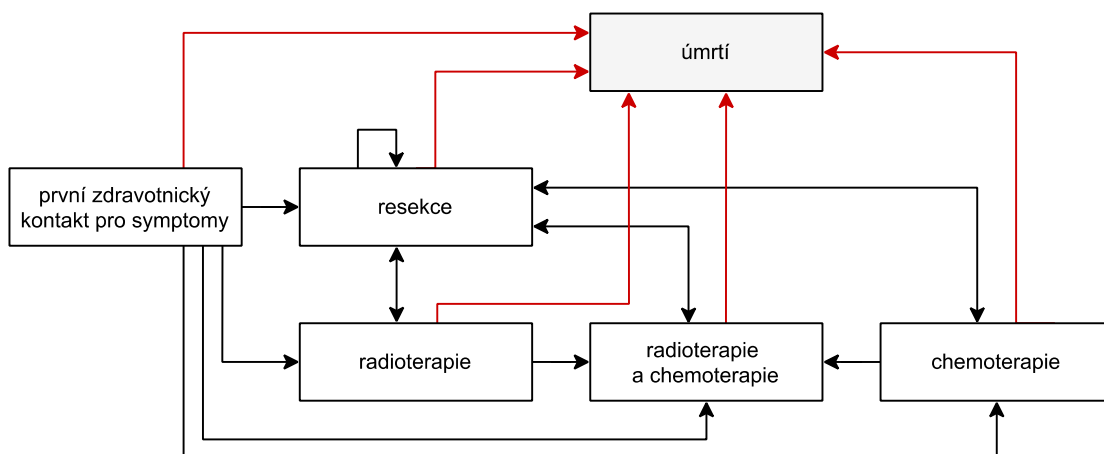 úmrtí
první zdravotnický
kontakt pro symptomy
resekce
radioterapie
radioterapie
a chemoterapie
chemoterapie